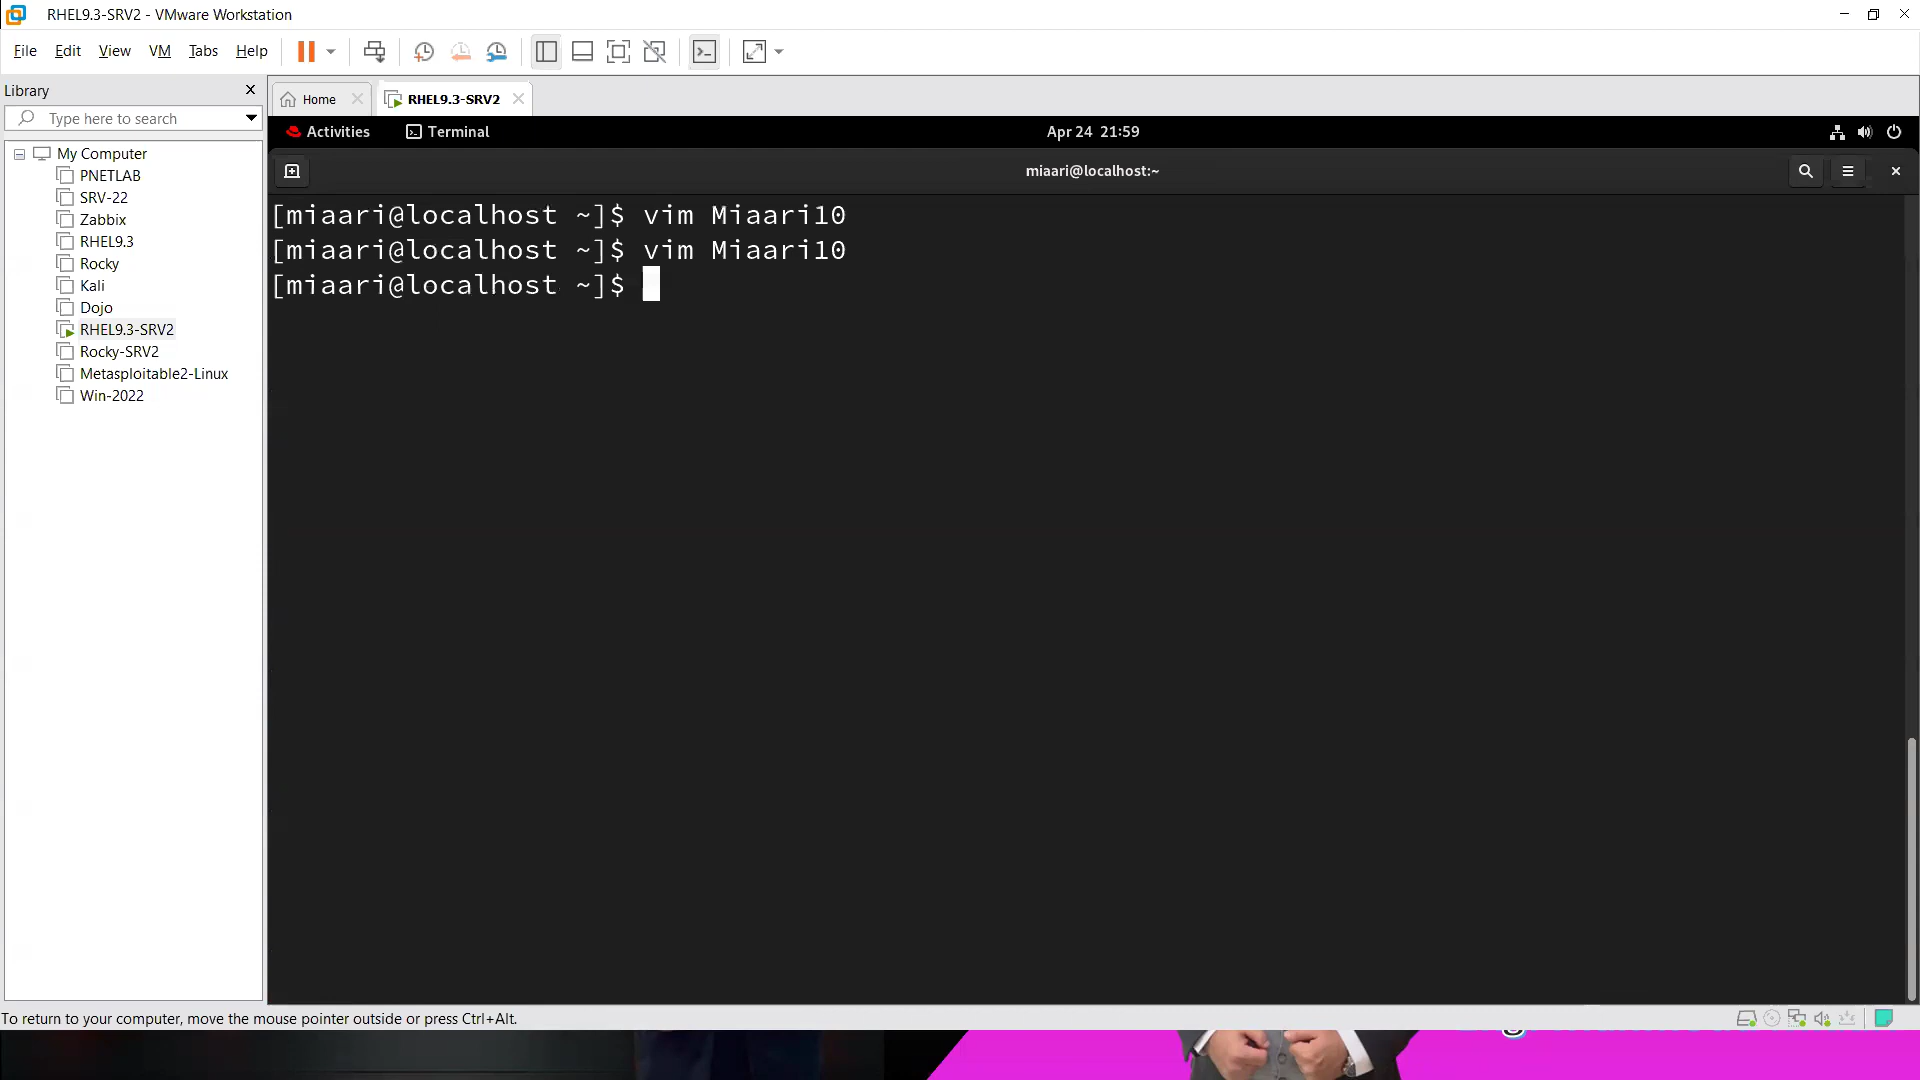 RHEL9.3-SRV2 - VMware Workstation
File Edit View VM Tabs Help
Library
Type here to search
My Computer
PNETLAB
SRV-22
Zabbix
RHEL9.3
Rocky
Kali
Dojo
RHEL9.3-SRV2
Rocky-SRV2
Metasploitable2-Linux
Win-2022
Home
RHEL9.3-SRV2
Activities
Terminal
Apr 24 21:59
miaari@localhost:~
[miaari@localhost ~]$ vim Miaari10
[miaari@localhost ~]$ vim Miaari10
[miaari@localhost ~]$
To return to your computer, move the mouse pointer outside or press Ctrl+Alt.